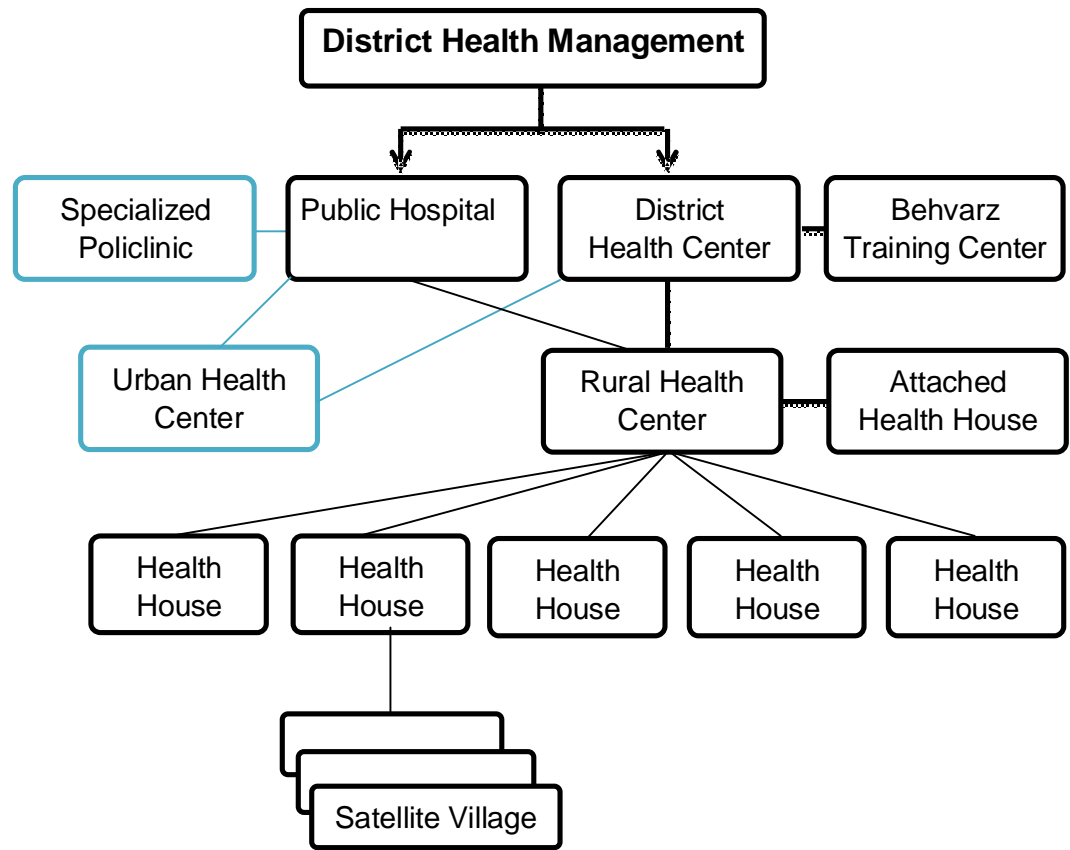 District Health Management
Specialized
Policlinic
Public Hospital
District
Health Center
Behvarz
Training Center
Urban Health
Center
Rural Health
Center
Attached
Health House
Health
House
Health
House
Health
House
Health
House
Health
House
Satellite Village